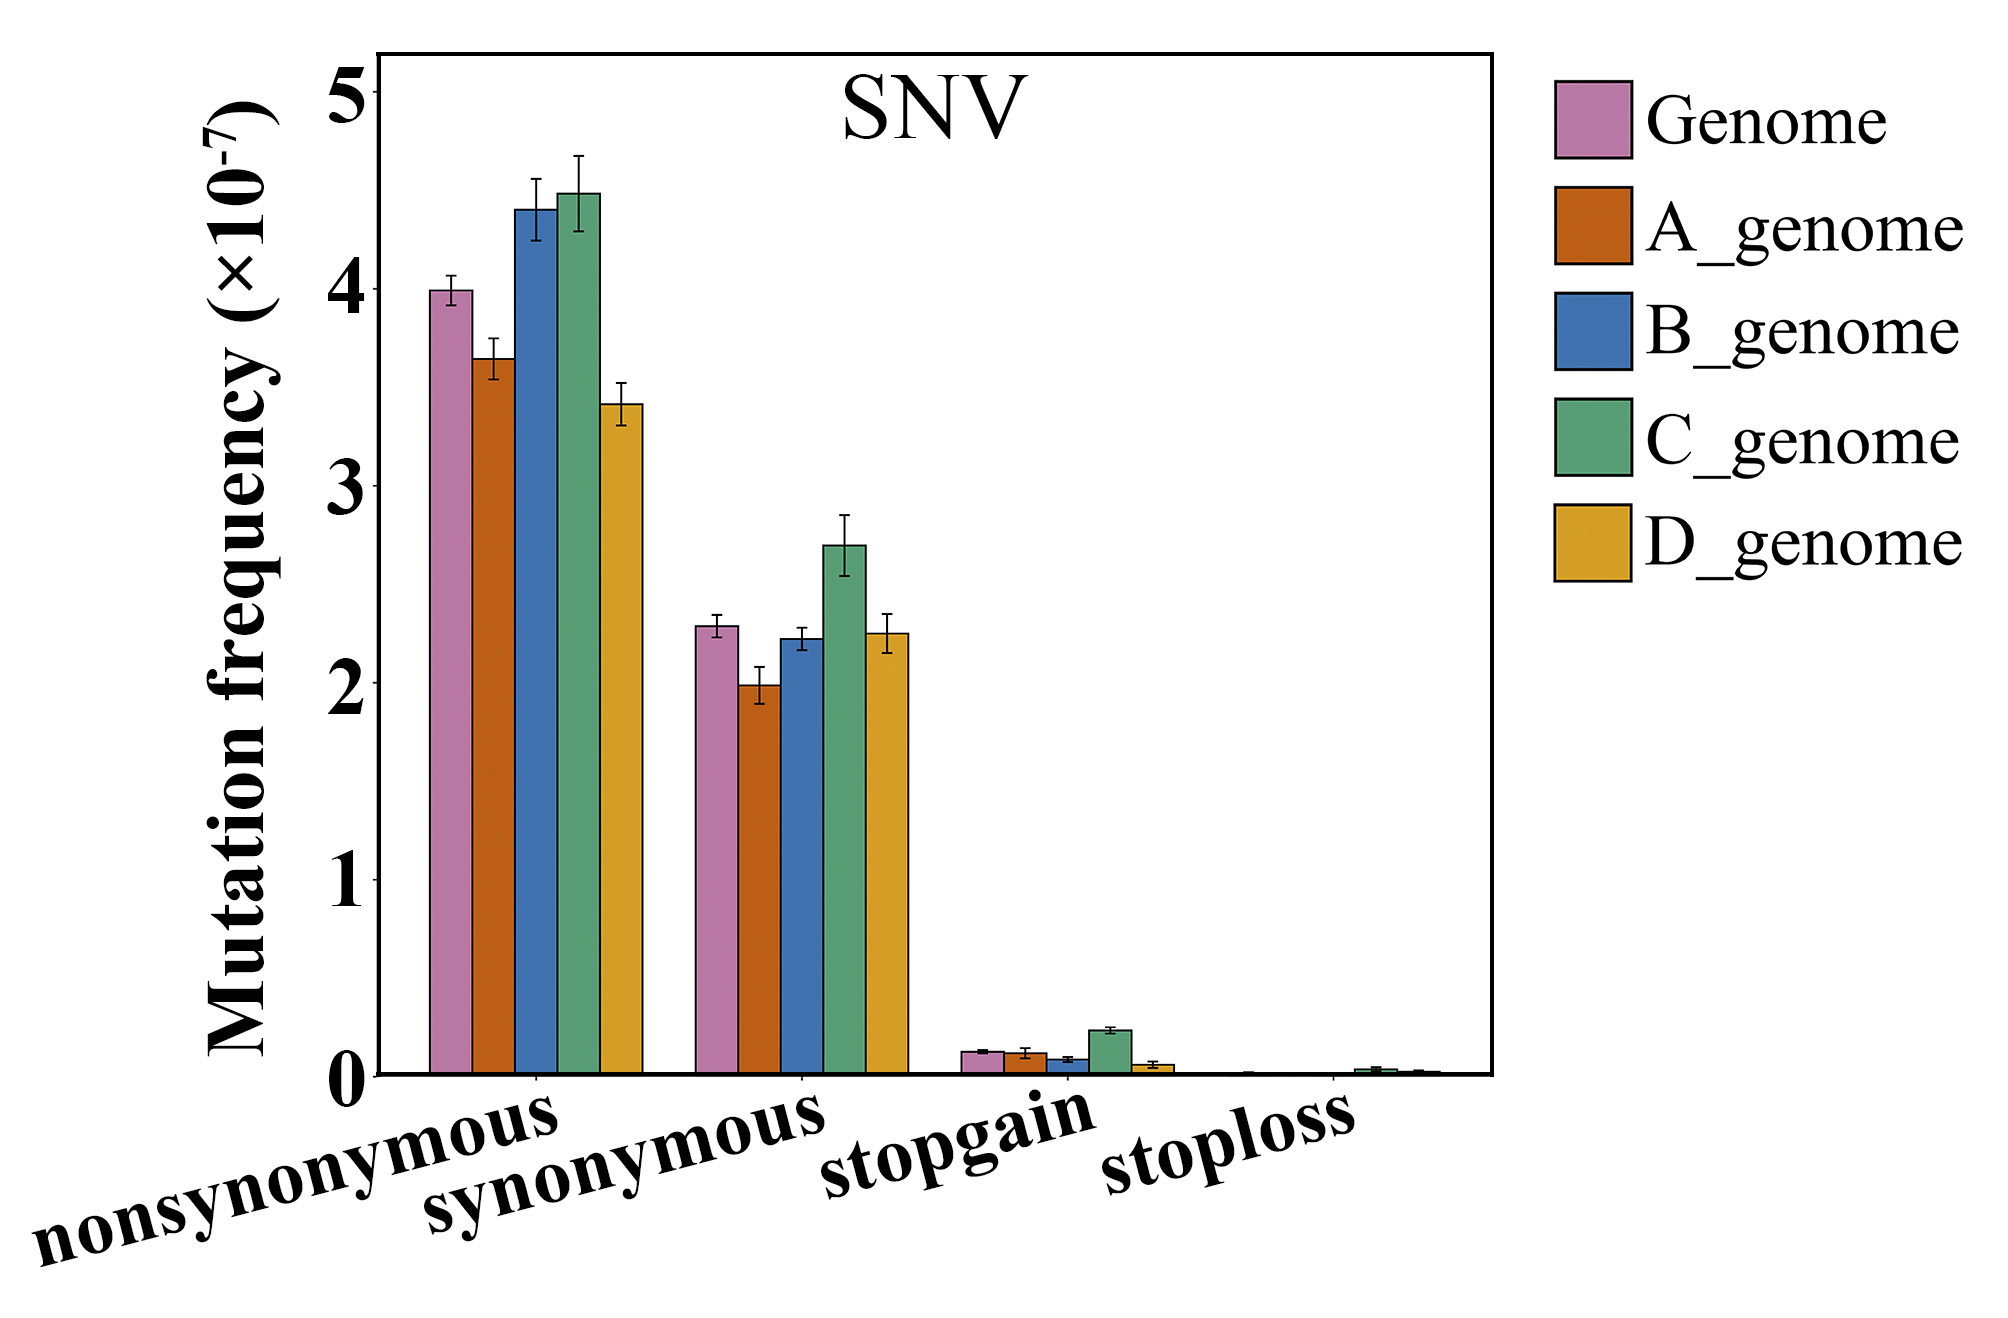 SNV
Mutation frequency (×10⁻⁷)
5
4
3
2
1
0
nonsynonymous
synonymous
stopgain
stoploss
Genome
A_genome
B_genome
C_genome
D_genome